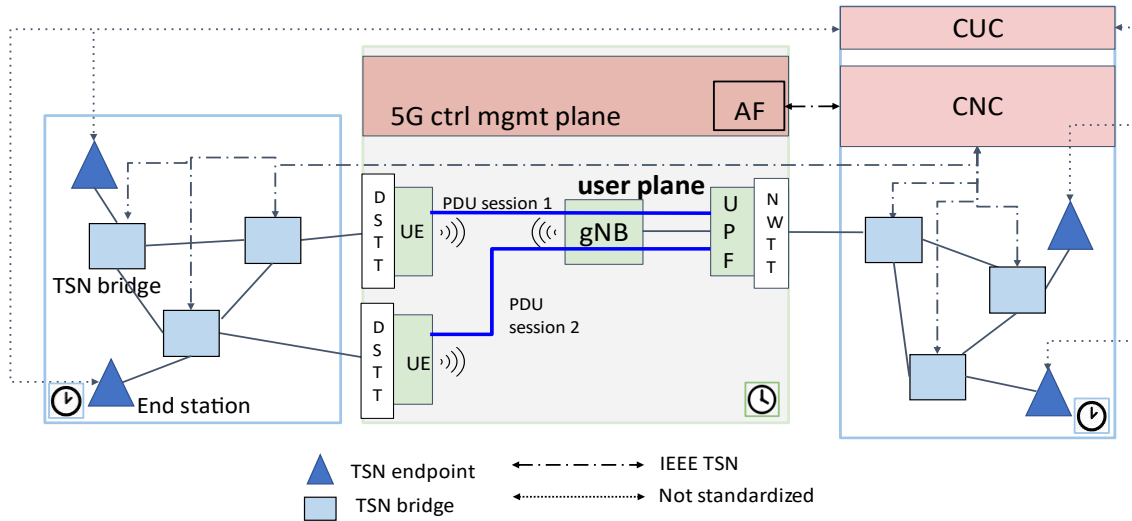 CUC
CNC
5G ctrl mgmt plane
AF
user plane
D
S
T
T
UE
PDU session 1
gNB
U
P
F
N
W
T
T
TSN bridge
PDU
session 2
D
S
T
T
UE
End station
TSN endpoint
IEEE TSN
TSN bridge
Not standardized